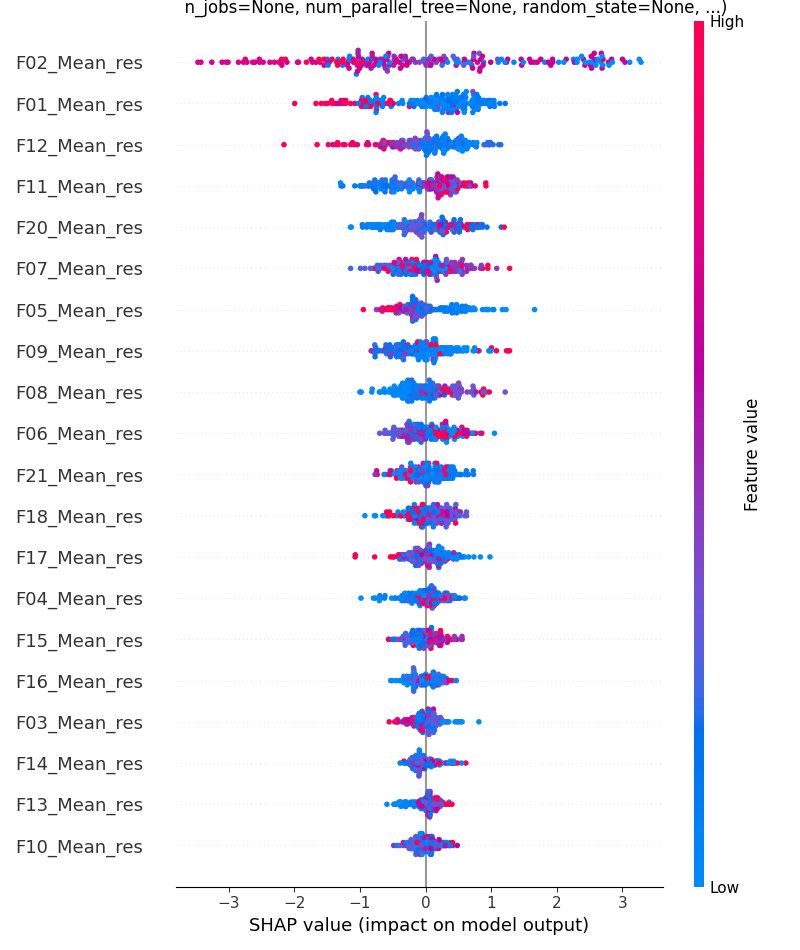 n_jobs=None, num_parallel_tree=None, random_state=None, ...)
High
F02_Mean_res
F01_Mean_res
F12_Mean_res
F11_Mean_res
F20_Mean_res
F07_Mean_res
F05_Mean_res
F09_Mean_res
F08_Mean_res
F06_Mean_res
F21_Mean_res
F18_Mean_res
F17_Mean_res
F04_Mean_res
F15_Mean_res
F16_Mean_res
F03_Mean_res
F14_Mean_res
F13_Mean_res
F10_Mean_res
Feature value
Low
−3 −2 −1 0 1 2 3
SHAP value (impact on model output)